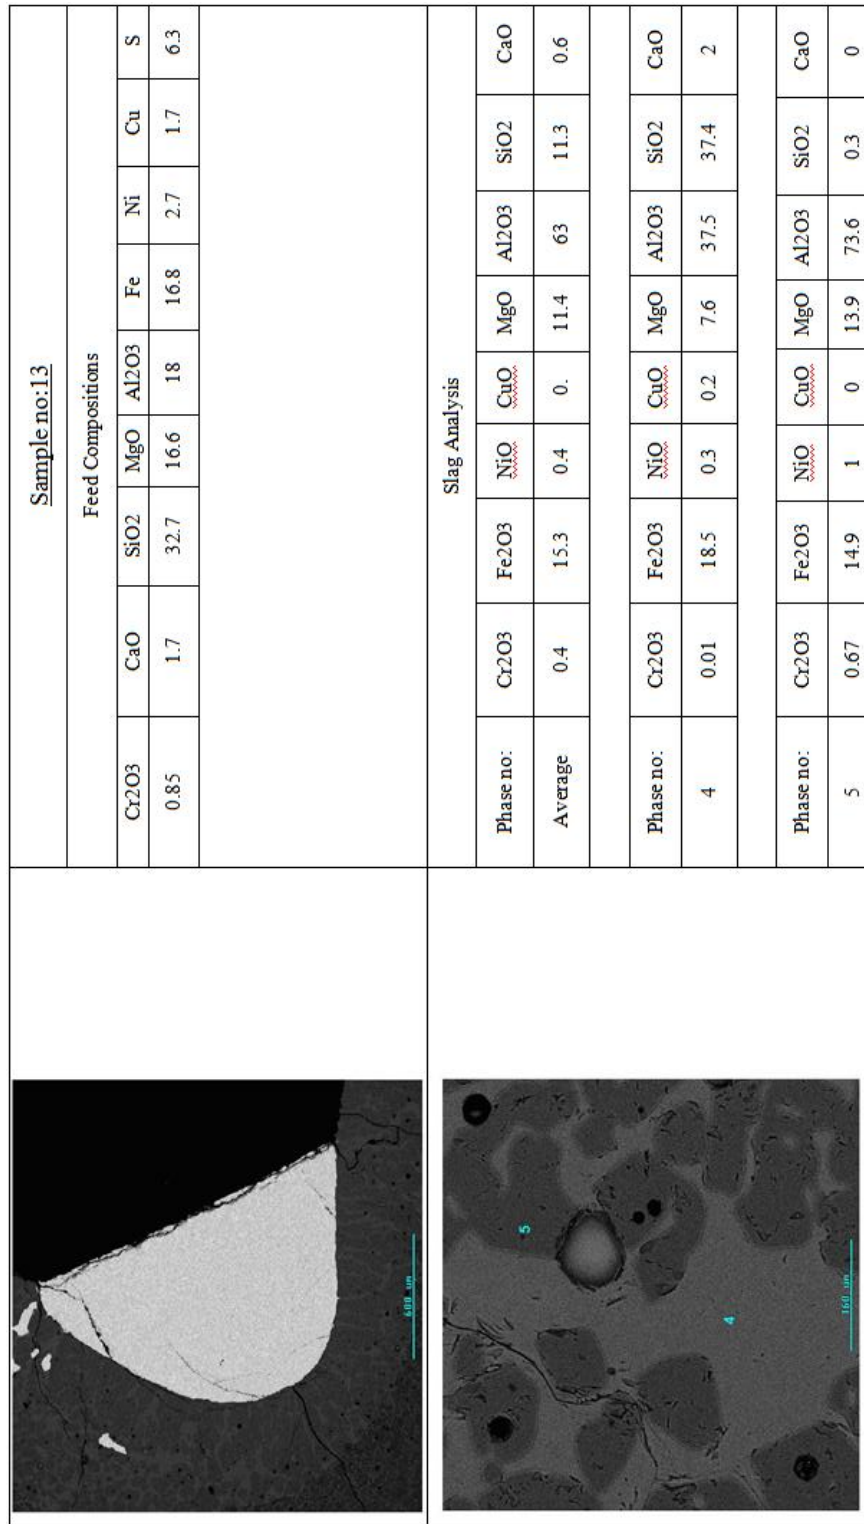 Sample no:13
Feed Compositions
Cr2O3 CaO SiO2 MgO Al2O3 Fe Ni Cu S
0.85 1.7 32.7 16.6 18 16.8 2.7 1.7 6.3
600 um
Slag Analysis
Phase no: Cr2O3 Fe2O3 NiO CuO MgO Al2O3 SiO2 CaO
Average 0.4 15.3 0.4 0. 11.4 63 11.3 0.6
Phase no: Cr2O3 Fe2O3 NiO CuO MgO Al2O3 SiO2 CaO
4 0.01 18.5 0.3 0.2 7.6 37.5 37.4 2
Phase no: Cr2O3 Fe2O3 NiO CuO MgO Al2O3 SiO2 CaO
5 0.67 14.9 1 0 13.9 73.6 0.3 0
5
4
160 um